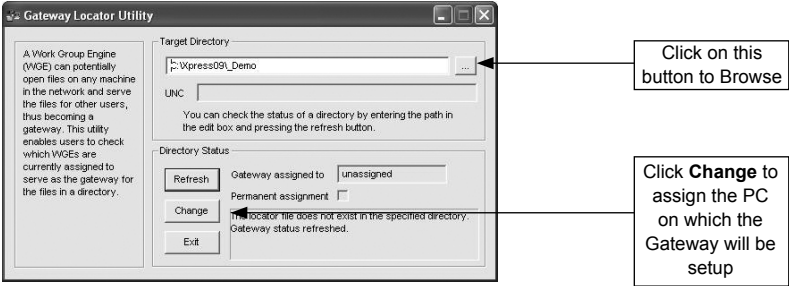 Gateway Locator Utility
A Work Group Engine
(WGE) can potentially
open files on any machine
in the network and serve
the files for other users,
thus becoming a
gateway. This utility
enables users to check
which WGEs are
currently assigned to
serve as the gateway for
the files in a directory.
Target Directory
C:\Xpress09\_Demo
...
UNC
You can check the status of a directory by entering the path in
the edit box and pressing the refresh button.
Directory Status
Refresh
Gateway assigned to
unassigned
Permanent assignment
Change
The locator file does not exist in the specified directory.
Gateway status refreshed.
Exit
Click on this
button to Browse
Click Change to
assign the PC
on which the
Gateway will be
setup